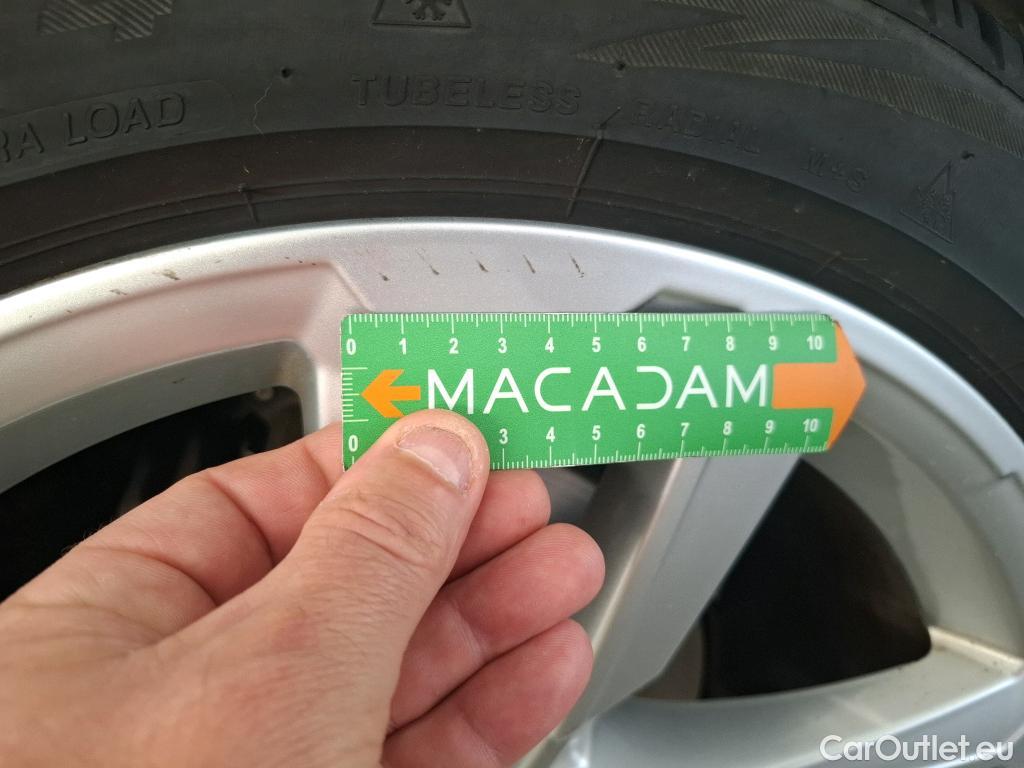 RA LOAD
TUBELESS RADIAL M+S
0 1 2 3 4 5 6 7 8 9 10
MACADAM
0 3 4 5 6 7 8 9 10
CarOutlet.eu